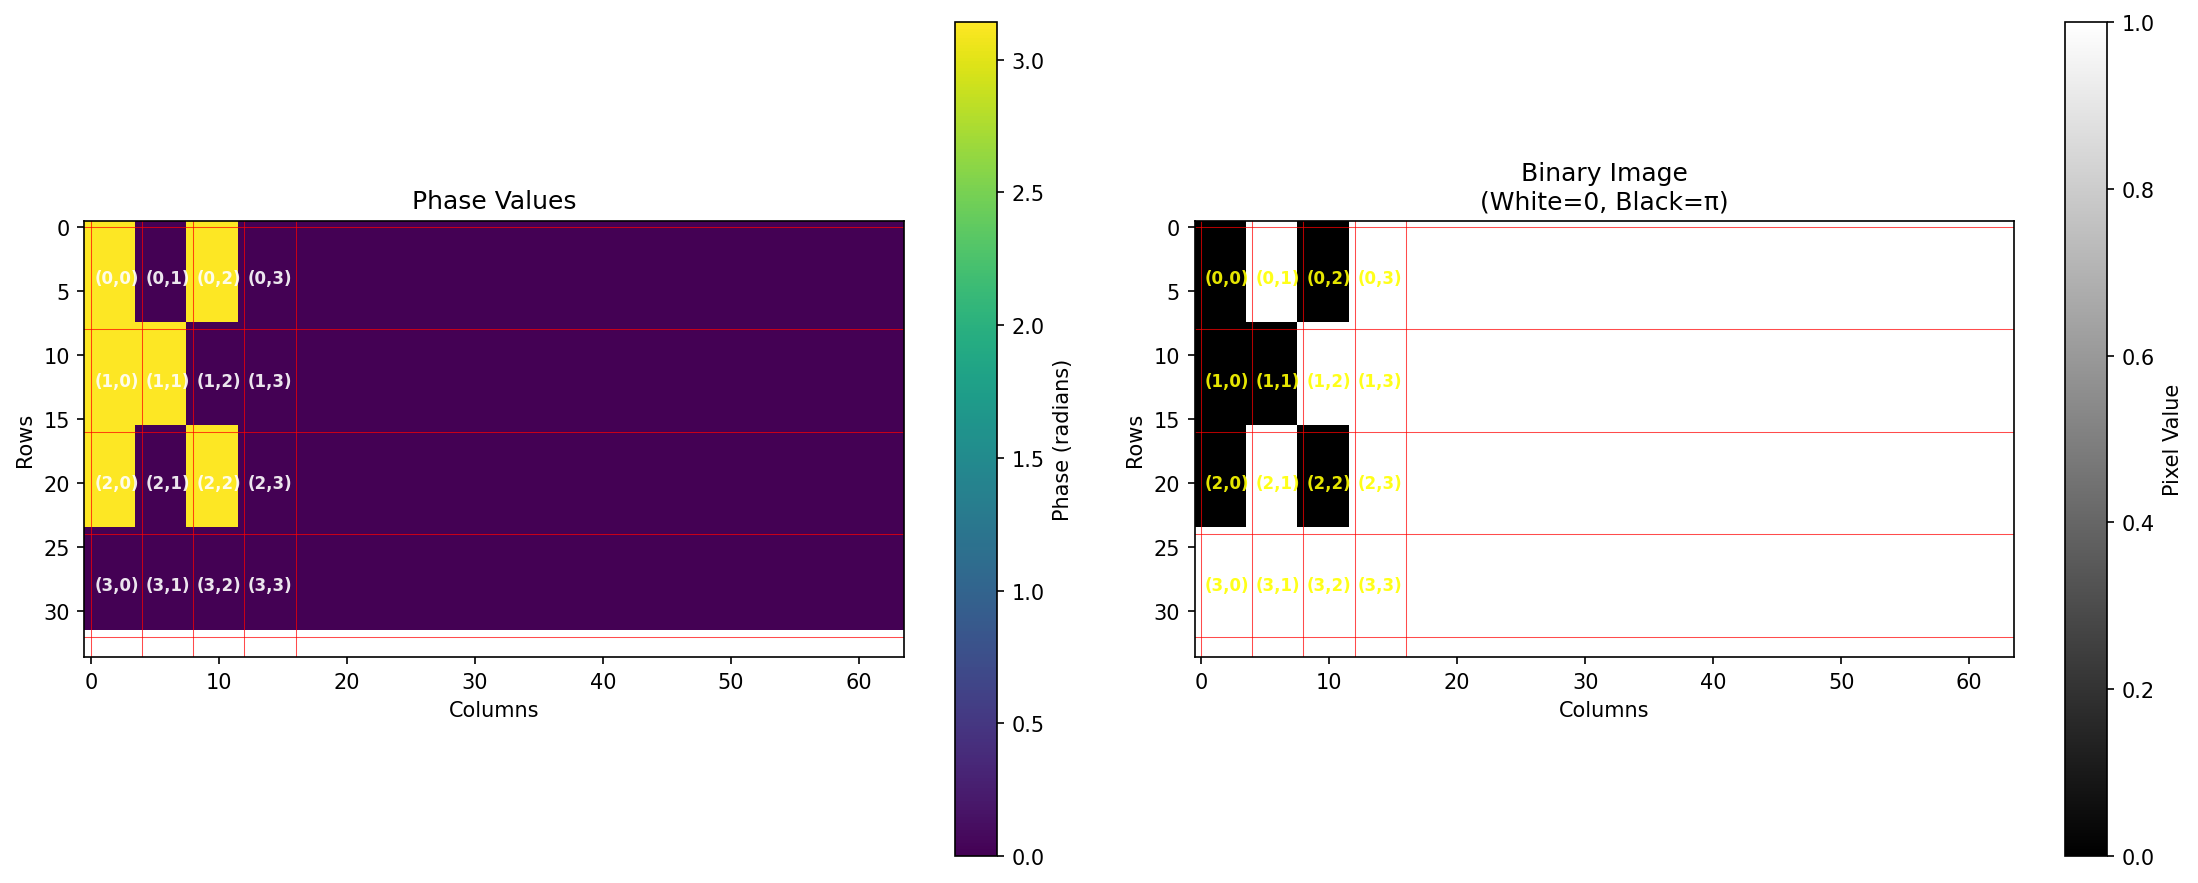 Phase Values
0
5
10
15
20
25
30
Rows
(0,0) (0,1) (0,2) (0,3)
(1,0) (1,1) (1,2) (1,3)
(2,0) (2,1) (2,2) (2,3)
(3,0) (3,1) (3,2) (3,3)
0 10 20 30 40 50 60
Columns
3.0
2.5
2.0
1.5
1.0
0.5
0.0
Phase (radians)
Binary Image
(White=0, Black=π)
0
5
10
15
20
25
30
Rows
(0,0) (0,1) (0,2) (0,3)
(1,0) (1,1) (1,2) (1,3)
(2,0) (2,1) (2,2) (2,3)
(3,0) (3,1) (3,2) (3,3)
0 10 20 30 40 50 60
Columns
1.0
0.8
0.6
0.4
0.2
0.0
Pixel Value